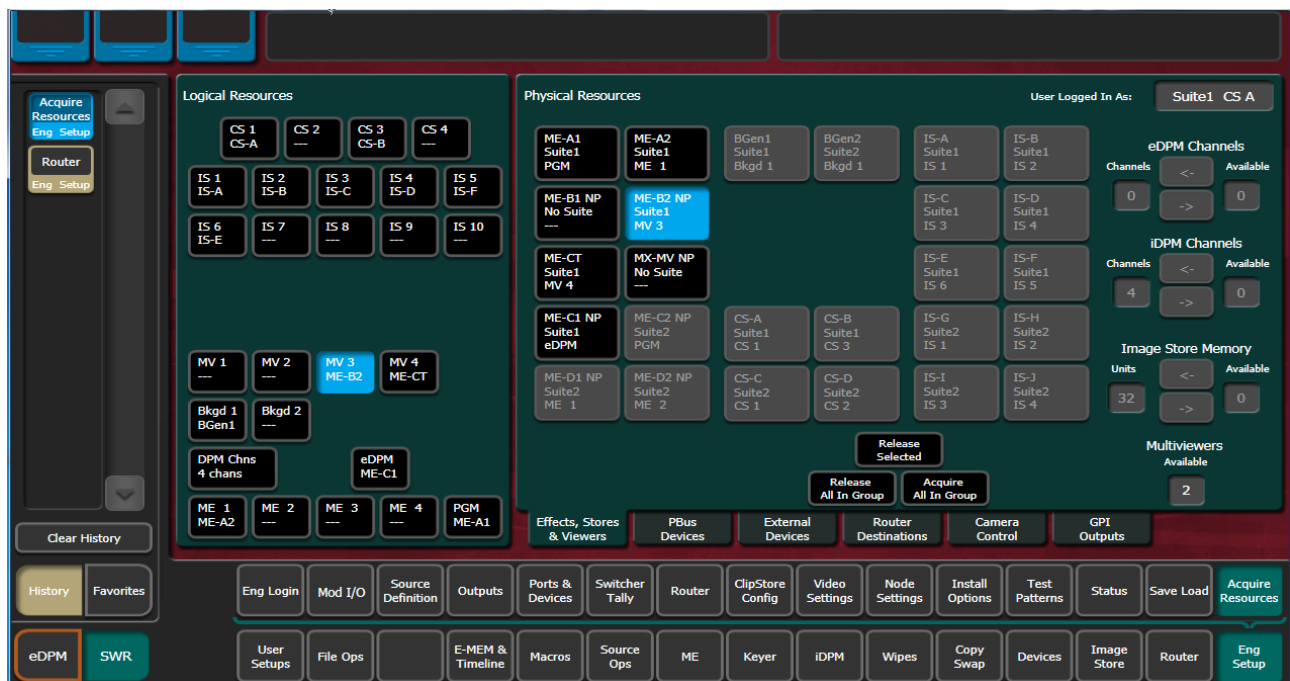 Acquire
Resources
Eng Setup
Router
Eng Setup
Clear History
History
Favorites
eDPM
SWR
Logical Resources
CS 1
CS-A
CS 2
---
CS 3
CS-B
CS 4
---
IS 1
IS-A
IS 2
IS-B
IS 3
IS-C
IS 4
IS-D
IS 5
IS-F
IS 6
IS-E
IS 7
---
IS 8
---
IS 9
---
IS 10
---
MV 1
---
MV 2
---
MV 3
ME-B2
MV 4
ME-CT
Bkgd 1
BGen1
Bkgd 2
---
DPM Chns
4 chans
eDPM
ME-C1
ME 1
ME-A2
ME 2
---
ME 3
---
ME 4
---
PGM
ME-A1
Physical Resources
User Logged In As:
Suite1 CS A
ME-A1
Suite1
PGM
ME-A2
Suite1
ME 1
BGen1
Suite1
Bkgd 1
BGen2
Suite2
Bkgd 1
IS-A
Suite1
IS 1
IS-B
Suite1
IS 2
ME-B1 NP
No Suite
---
ME-B2 NP
Suite1
MV 3
IS-C
Suite1
IS 3
IS-D
Suite1
IS 4
ME-CT
Suite1
MV 4
MX-MV NP
No Suite
---
IS-E
Suite1
IS 6
IS-F
Suite1
IS 5
ME-C1 NP
Suite1
eDPM
ME-C2 NP
Suite2
PGM
CS-A
Suite1
CS 1
CS-B
Suite1
CS 3
IS-G
Suite2
IS 1
IS-H
Suite2
IS 2
ME-D1 NP
Suite2
ME 1
ME-D2 NP
Suite2
ME 2
CS-C
Suite2
CS 1
CS-D
Suite2
CS 2
IS-I
Suite2
IS 3
IS-J
Suite2
IS 4
Release
Selected
Release
All In Group
Acquire
All In Group
eDPM Channels
Channels
<-
Available
0
->
0
iDPM Channels
Channels
<-
Available
4
->
0
Image Store Memory
Units
<-
Available
32
->
0
Multiviewers
Available
2
Effects, Stores
& Viewers
PBus
Devices
External
Devices
Router
Destinations
Camera
Control
GPI
Outputs
Eng Login
Mod I/O
Source
Definition
Outputs
Ports &
Devices
Switcher
Tally
Router
ClipStore
Config
Video
Settings
Node
Settings
Install
Options
Test
Patterns
Status
Save Load
Acquire
Resources
User
Setups
File Ops
E-MEM &
Timeline
Macros
Source
Ops
ME
Keyer
iDPM
Wipes
Copy
Swap
Devices
Image
Store
Router
Eng
Setup